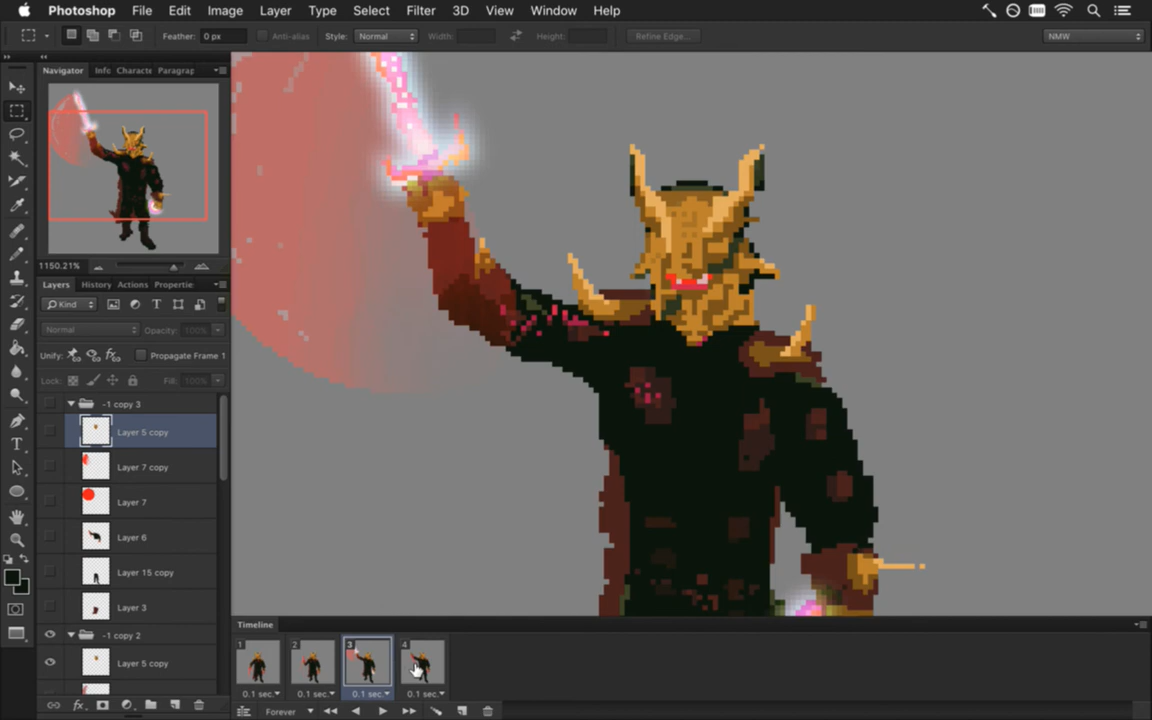 Photoshop File Edit Image Layer Type Select Filter 3D View Window Help
Feather: 0 px Anti-alias Style: Normal Width: Height: Refine Edge... NMW
Navigator Info Characte Paragrap
1150.21%
Layers History Actions Propertie
Kind
Normal Opacity: 100%
Unify: Propagate Frame 1
Lock: Fill: 100%
-1 copy 3
Layer 5 copy
Layer 7 copy
Layer 7
Layer 6
Layer 15 copy
Layer 3
-1 copy 2
Layer 5 copy
Timeline
1 2 3 4
0.1 sec. 0.1 sec. 0.1 sec. 0.1 sec.
Forever